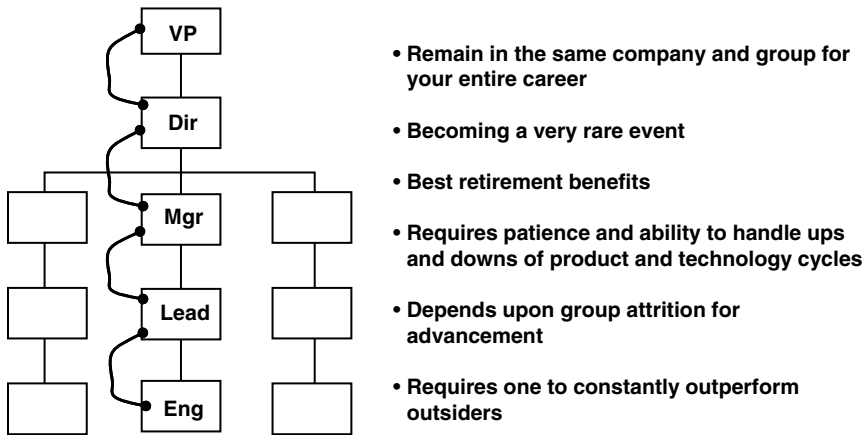 VP
Dir
Mgr
Lead
Eng
• Remain in the same company and group for
your entire career
• Becoming a very rare event
• Best retirement benefits
• Requires patience and ability to handle ups
and downs of product and technology cycles
• Depends upon group attrition for
advancement
• Requires one to constantly outperform
outsiders